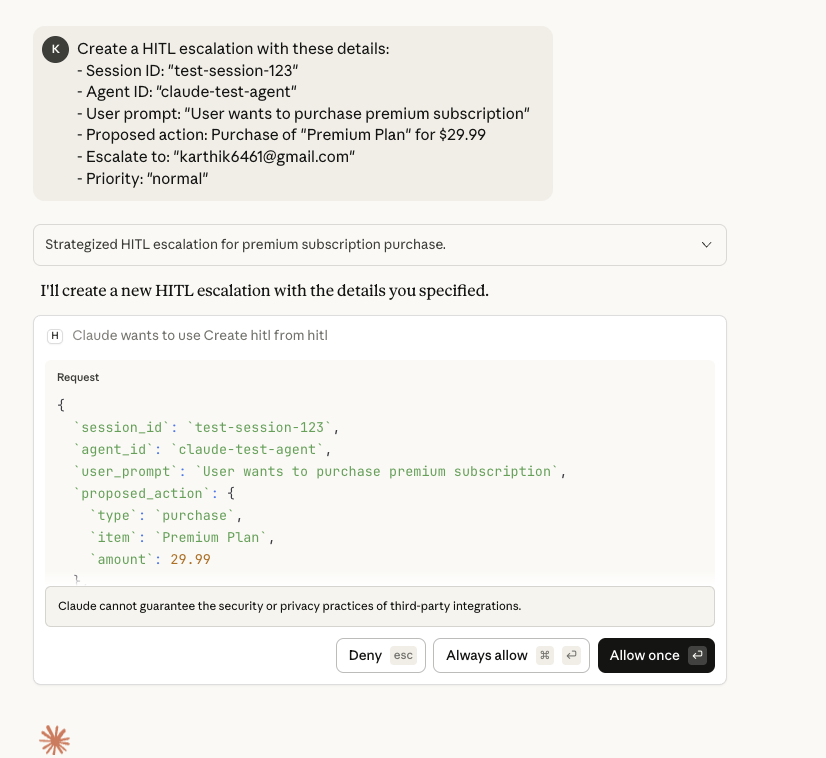 K
Create a HITL escalation with these details:
- Session ID: "test-session-123"
- Agent ID: "claude-test-agent"
- User prompt: "User wants to purchase premium subscription"
- Proposed action: Purchase of "Premium Plan" for $29.99
- Escalate to: "karthik6461@gmail.com"
- Priority: "normal"
Strategized HITL escalation for premium subscription purchase.
I'll create a new HITL escalation with the details you specified.
H Claude wants to use Create hitl from hitl
Request
{
`session_id`: `test-session-123`,
`agent_id`: `claude-test-agent`,
`user_prompt`: `User wants to purchase premium subscription`,
`proposed_action`: {
`type`: `purchase`,
`item`: `Premium Plan`,
`amount`: 29.99
},
Claude cannot guarantee the security or privacy practices of third-party integrations.
Deny esc Always allow ⌘ ↵ Allow once ↵